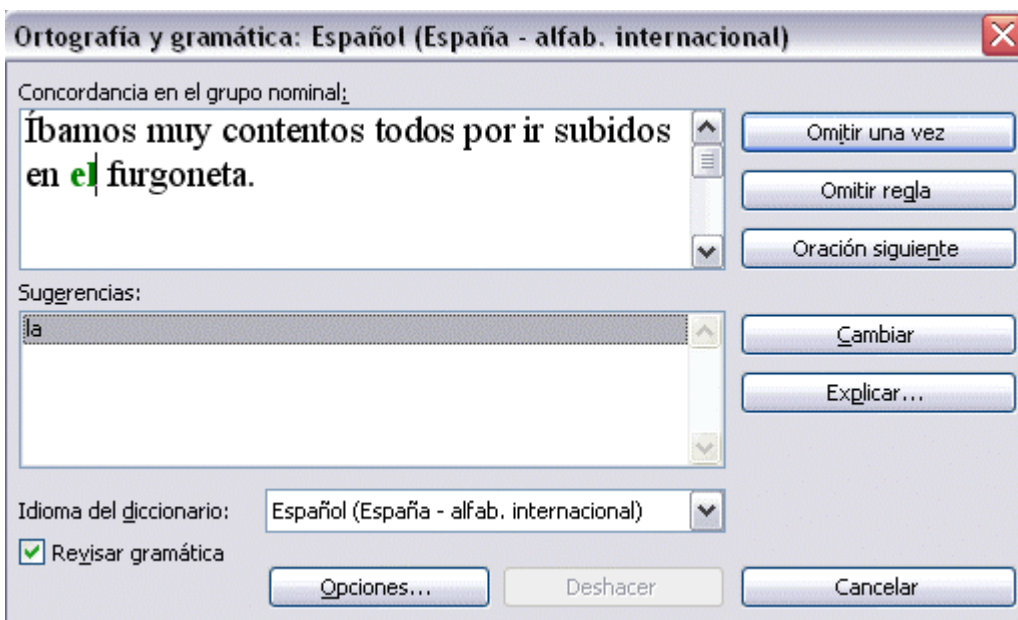 Ortografía y gramática: Español (España - alfab. internacional)
Concordancia en el grupo nominal:
Íbamos muy contentos todos por ir subidos
en el furgoneta.
Omitir una vez
Omitir regla
Oración siguiente
Sugerencias:
la
Cambiar
Explicar...
Idioma del diccionario:
Español (España - alfab. internacional)
Revisar gramática
Opciones...
Deshacer
Cancelar